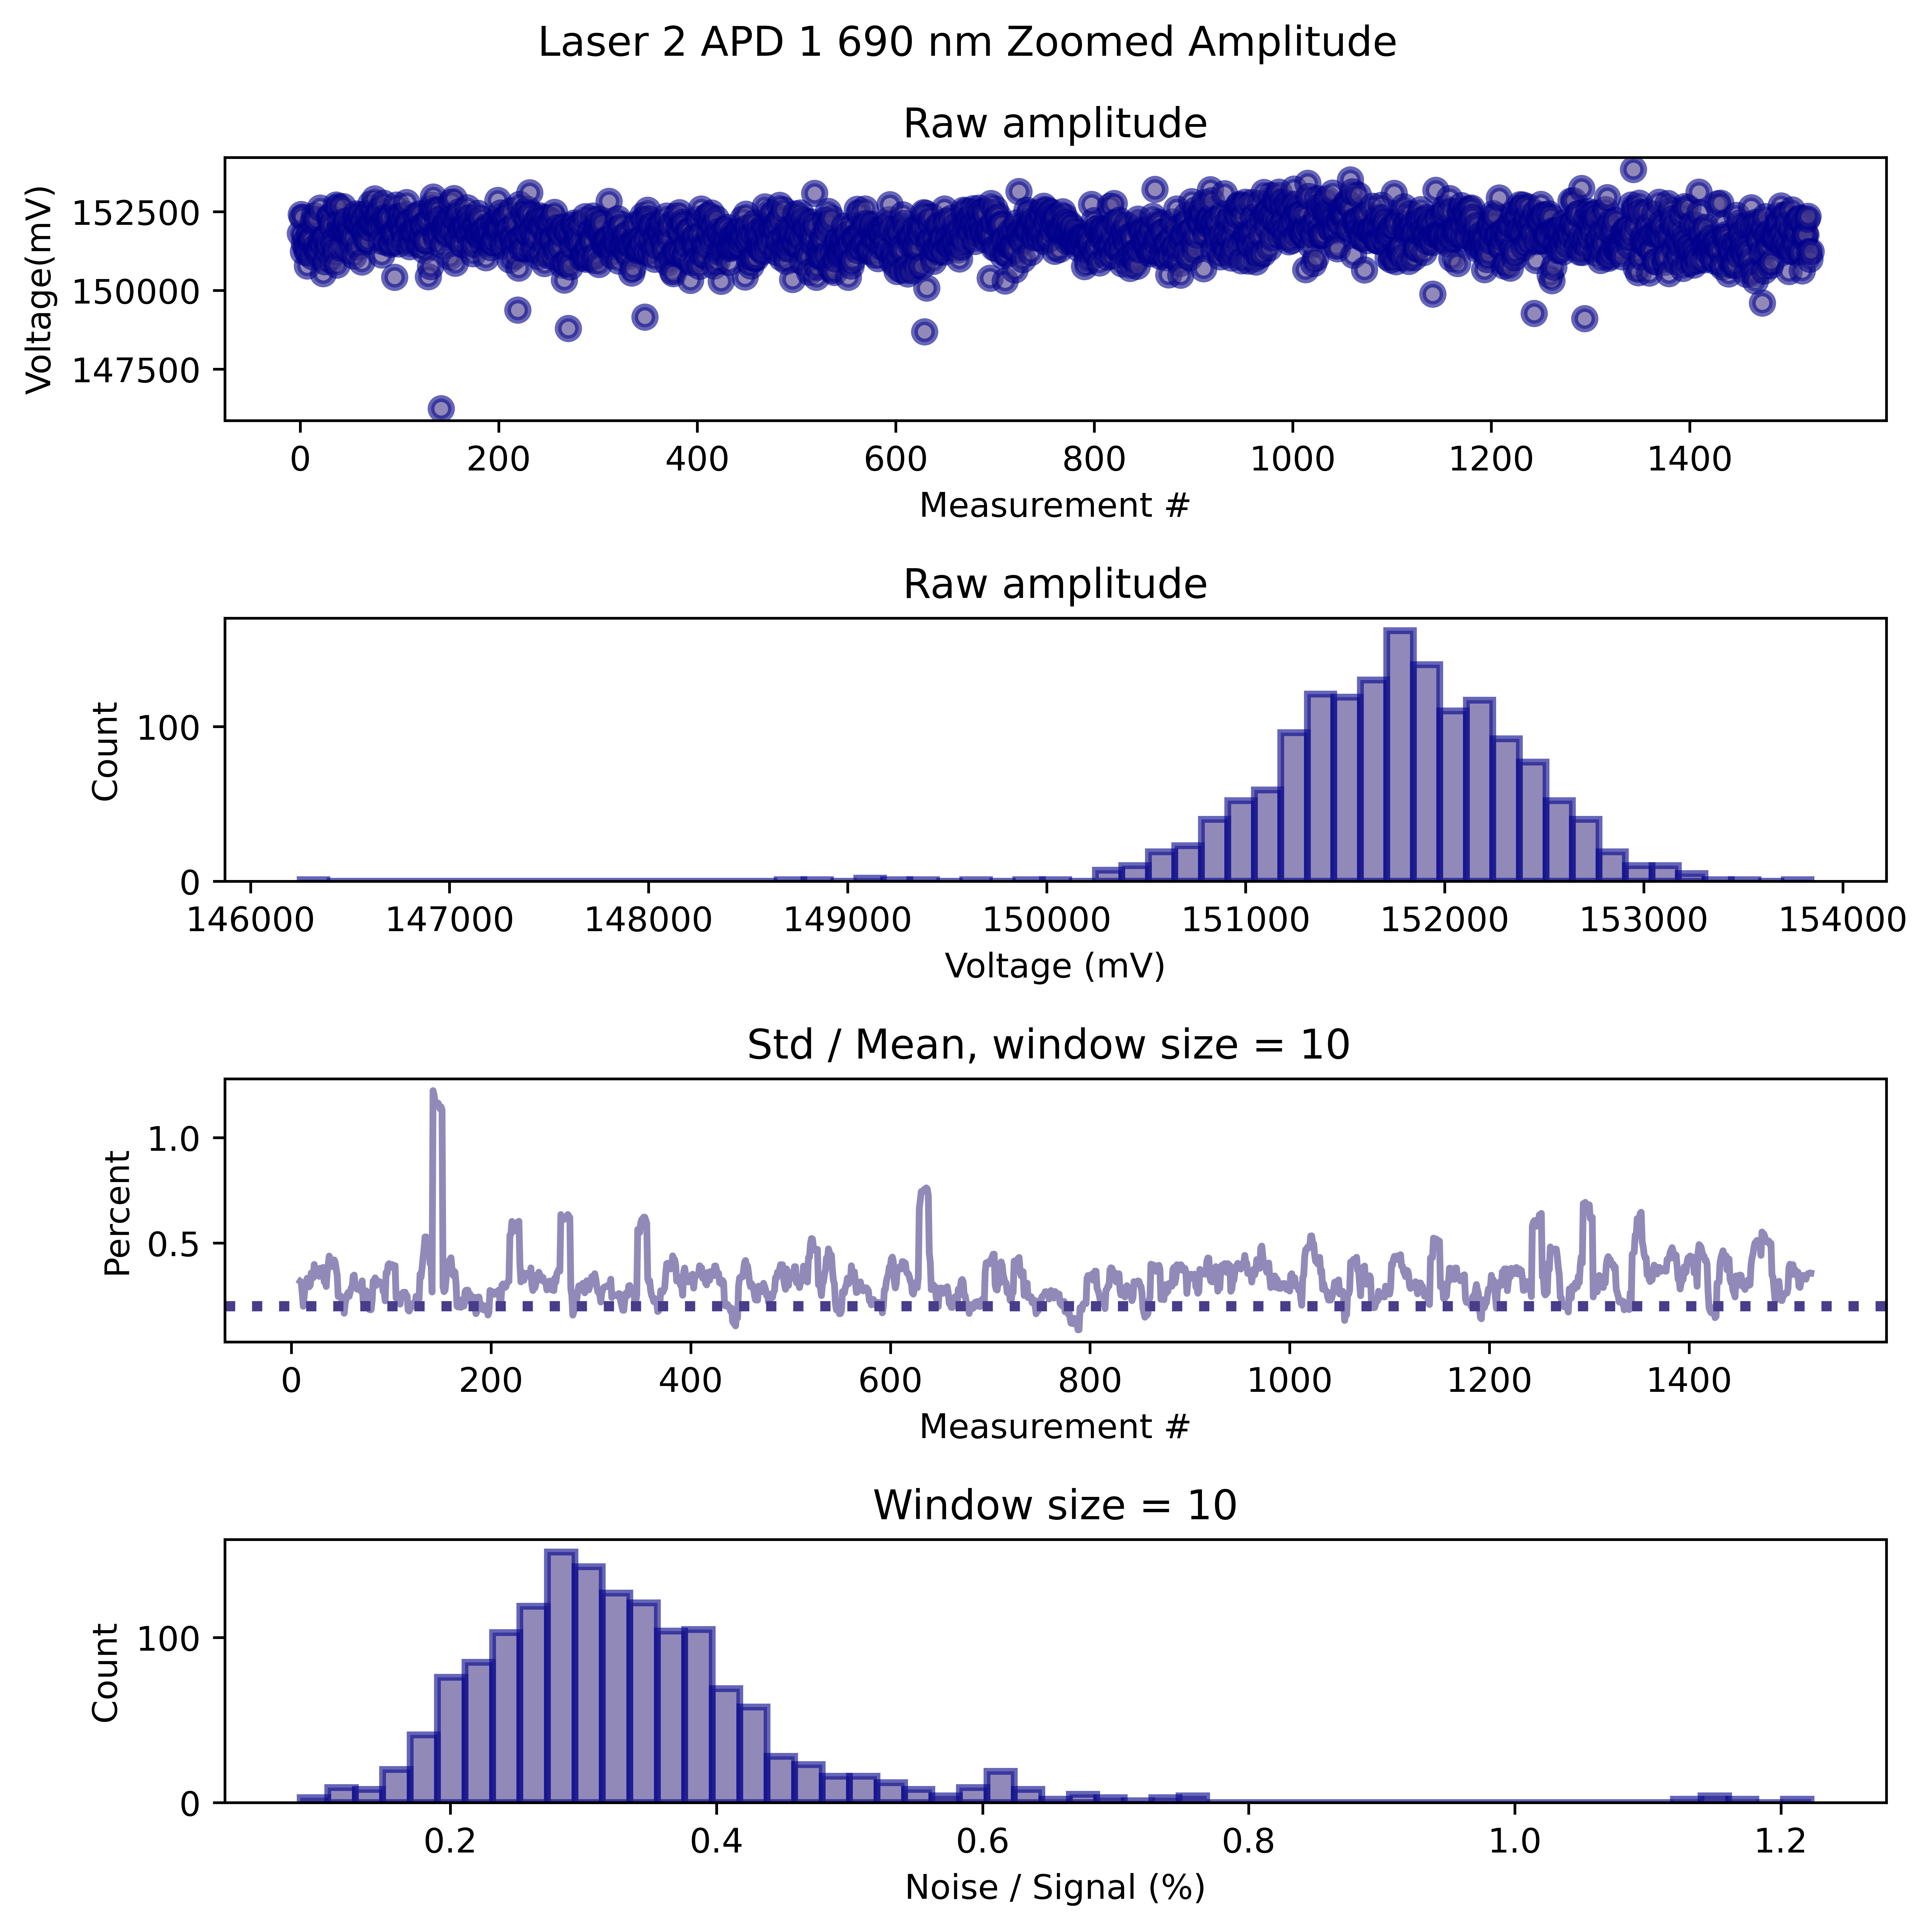 Laser 2 APD 1 690 nm Zoomed Amplitude
Raw amplitude
Voltage(mV)
152500
150000
147500
0 200 400 600 800 1000 1200 1400
Measurement #
Raw amplitude
Count
100
0
146000 147000 148000 149000 150000 151000 152000 153000 154000
Voltage (mV)
Std / Mean, window size = 10
Percent
1.0
0.5
0 200 400 600 800 1000 1200 1400
Measurement #
Window size = 10
Count
100
0
0.2 0.4 0.6 0.8 1.0 1.2
Noise / Signal (%)